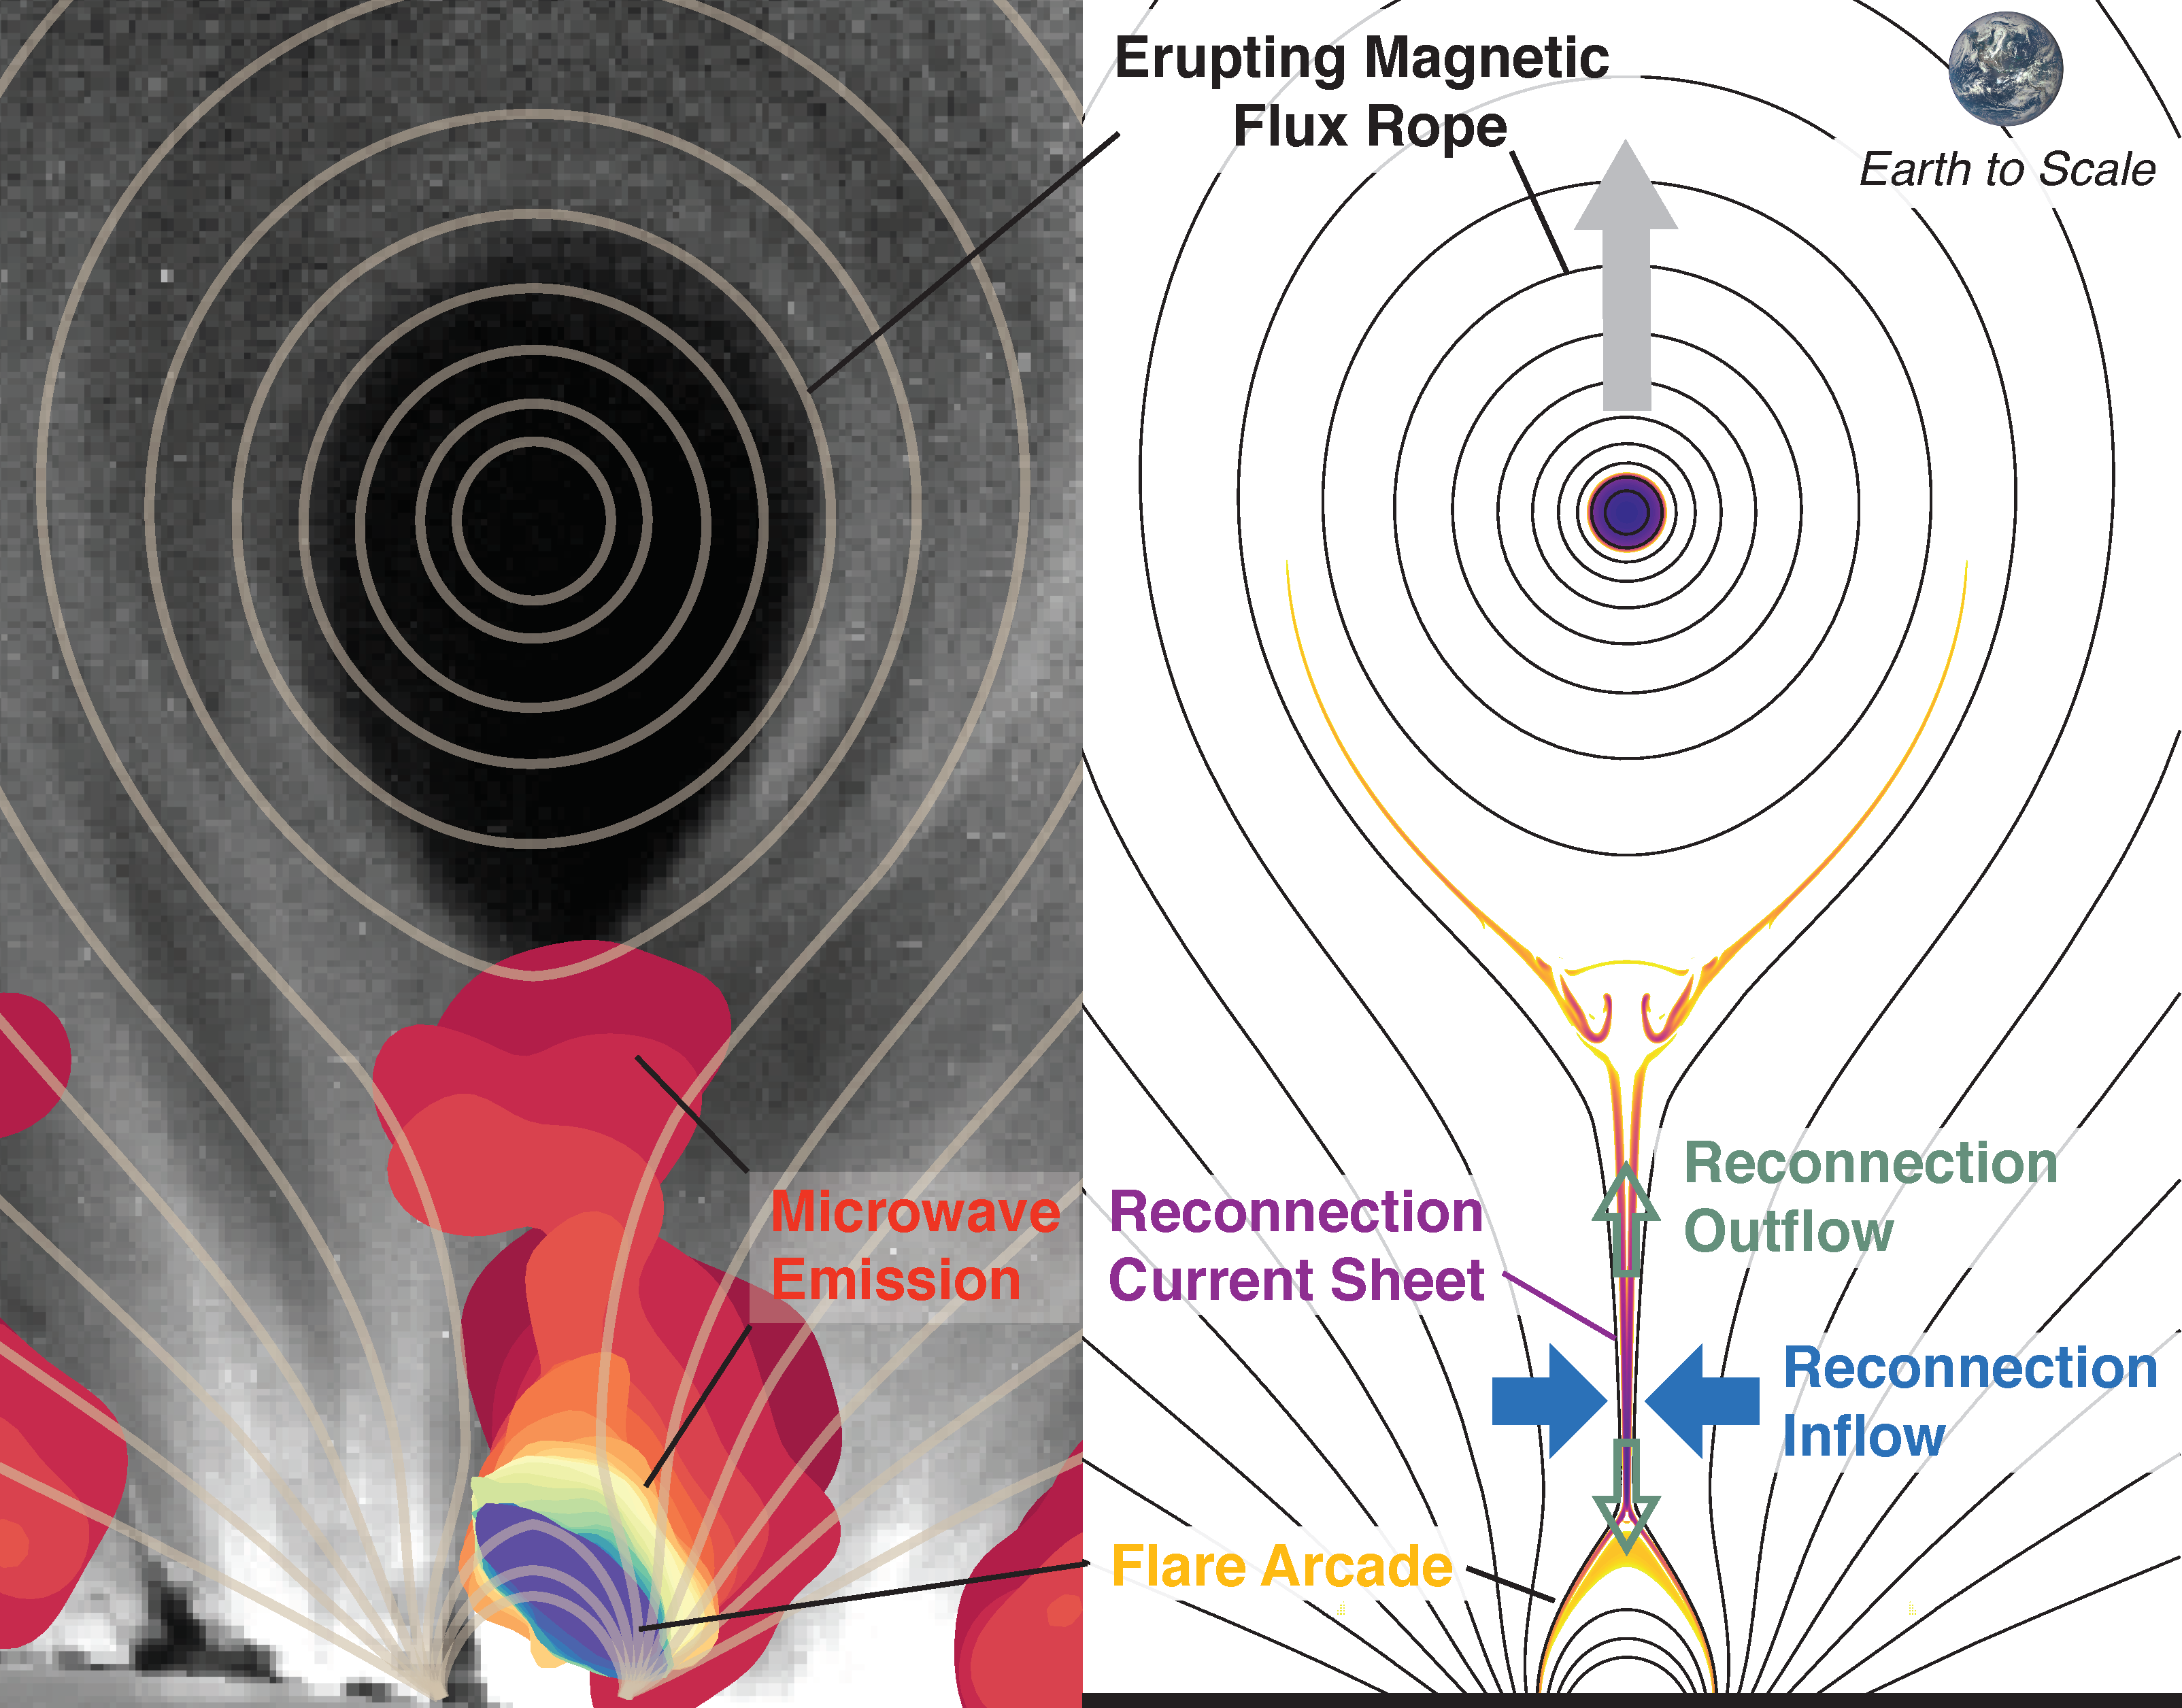 Erupting Magnetic
Flux Rope
Earth to Scale
Microwave
Emission
Reconnection
Current Sheet
Reconnection
Outflow
Reconnection
Inflow
Flare Arcade